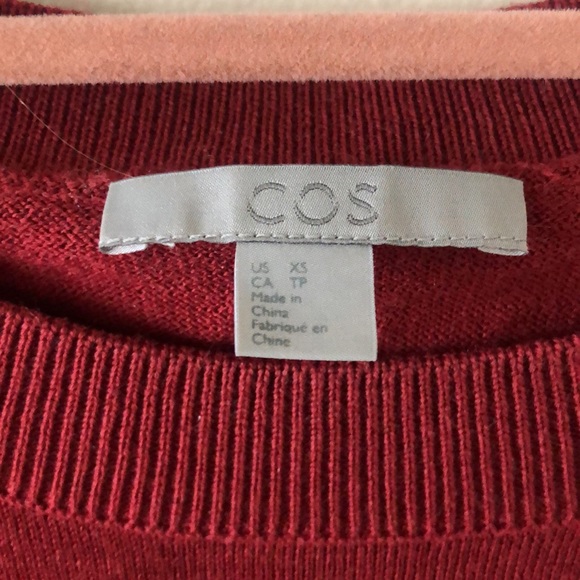 COS
US XS
CA TP
Made in
China
Fabriqué en
Chine